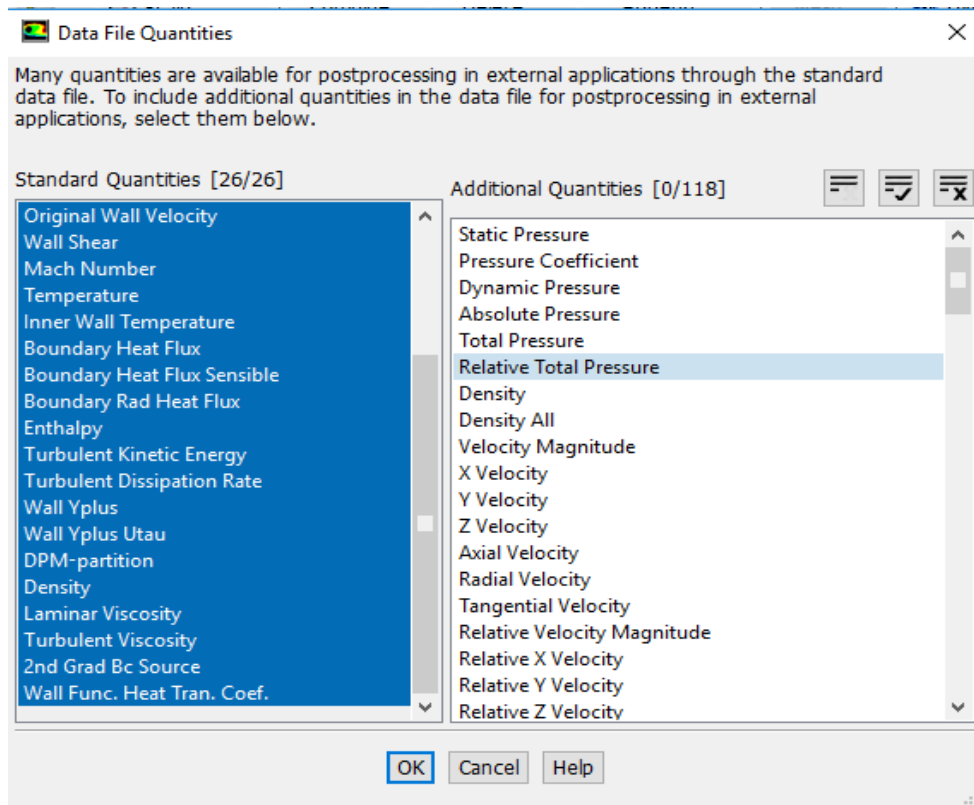 Data File Quantities
Many quantities are available for postprocessing in external applications through the standard
data file. To include additional quantities in the data file for postprocessing in external
applications, select them below.
Standard Quantities [26/26]
Original Wall Velocity
Wall Shear
Mach Number
Temperature
Inner Wall Temperature
Boundary Heat Flux
Boundary Heat Flux Sensible
Boundary Rad Heat Flux
Enthalpy
Turbulent Kinetic Energy
Turbulent Dissipation Rate
Wall Yplus
Wall Yplus Utau
DPM-partition
Density
Laminar Viscosity
Turbulent Viscosity
2nd Grad Bc Source
Wall Func. Heat Tran. Coef.
Additional Quantities [0/118]
Static Pressure
Pressure Coefficient
Dynamic Pressure
Absolute Pressure
Total Pressure
Relative Total Pressure
Density
Density All
Velocity Magnitude
X Velocity
Y Velocity
Z Velocity
Axial Velocity
Radial Velocity
Tangential Velocity
Relative Velocity Magnitude
Relative X Velocity
Relative Y Velocity
Relative Z Velocity
OK Cancel Help